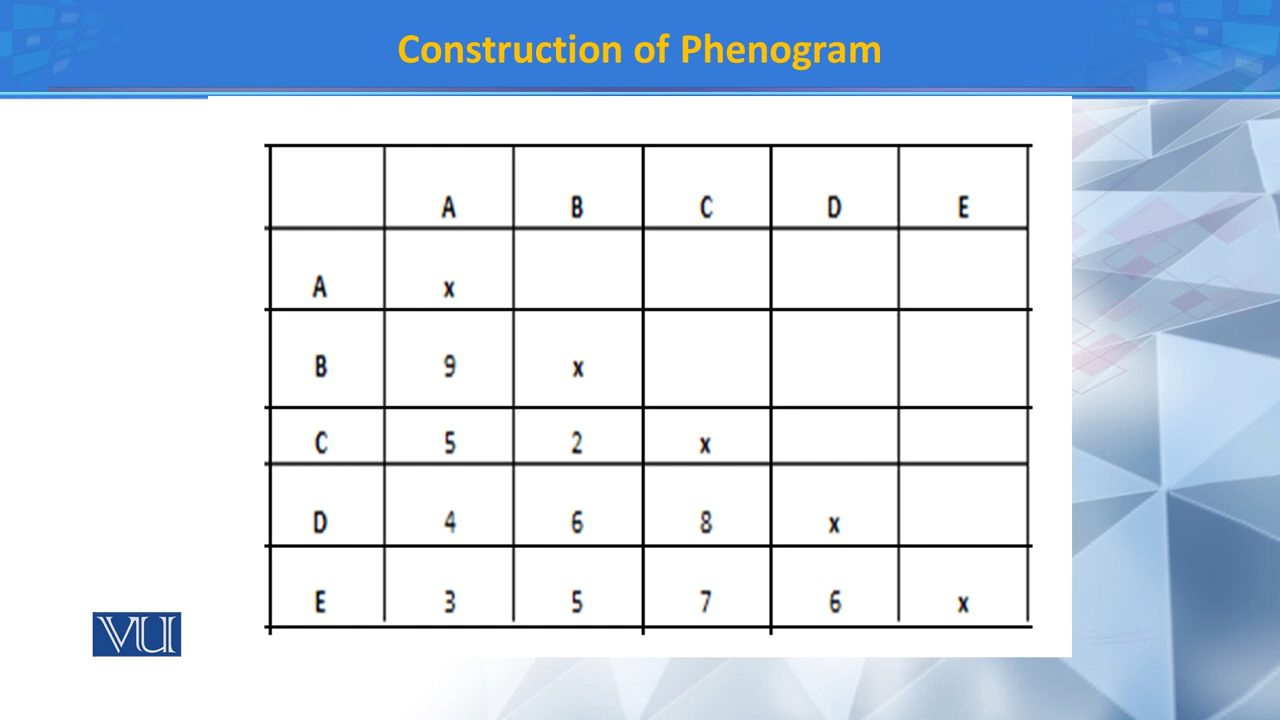 Construction of Phenogram
A B C D E
A x
B 9 x
C 5 2 x
D 4 6 8 x
E 3 5 7 6 x
VU